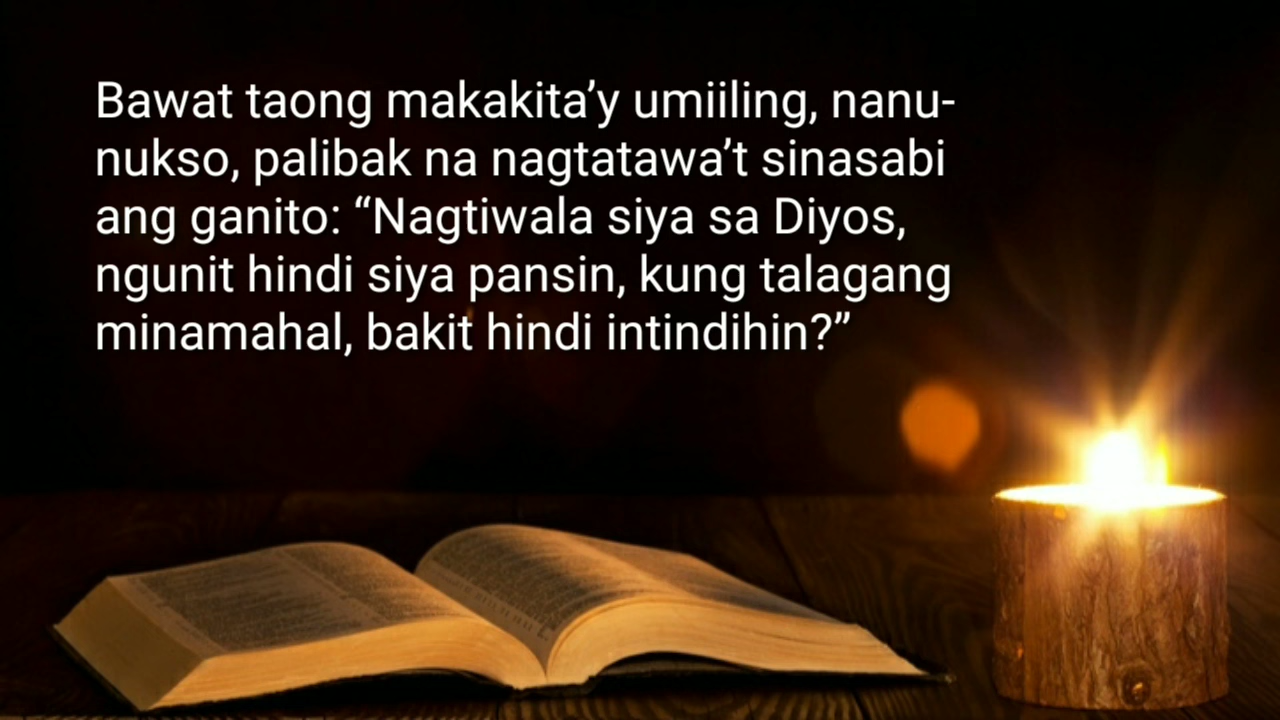 Bawat taong makakita’y umiiling, nanu-
nukso, palibak na nagtatawa’t sinasabi
ang ganito: “Nagtiwala siya sa Diyos,
ngunit hindi siya pansin, kung talagang
minamahal, bakit hindi intindihin?”